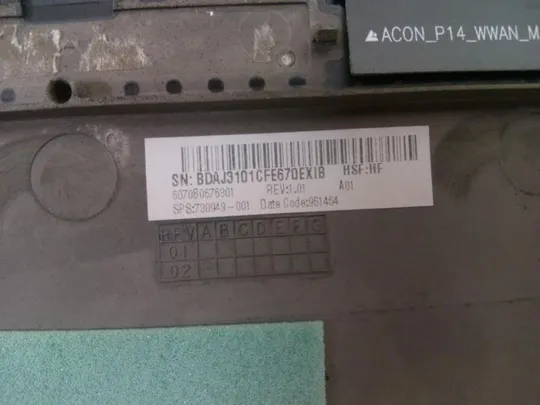 ACON_P14_WWAN_M
SN: BDAJ3101CFE670EXIB HSF:HF
6070B0676301 REV:1.01 A01
SPS:730949-001 Date Code:951454
REV A B C D E F G
01
02